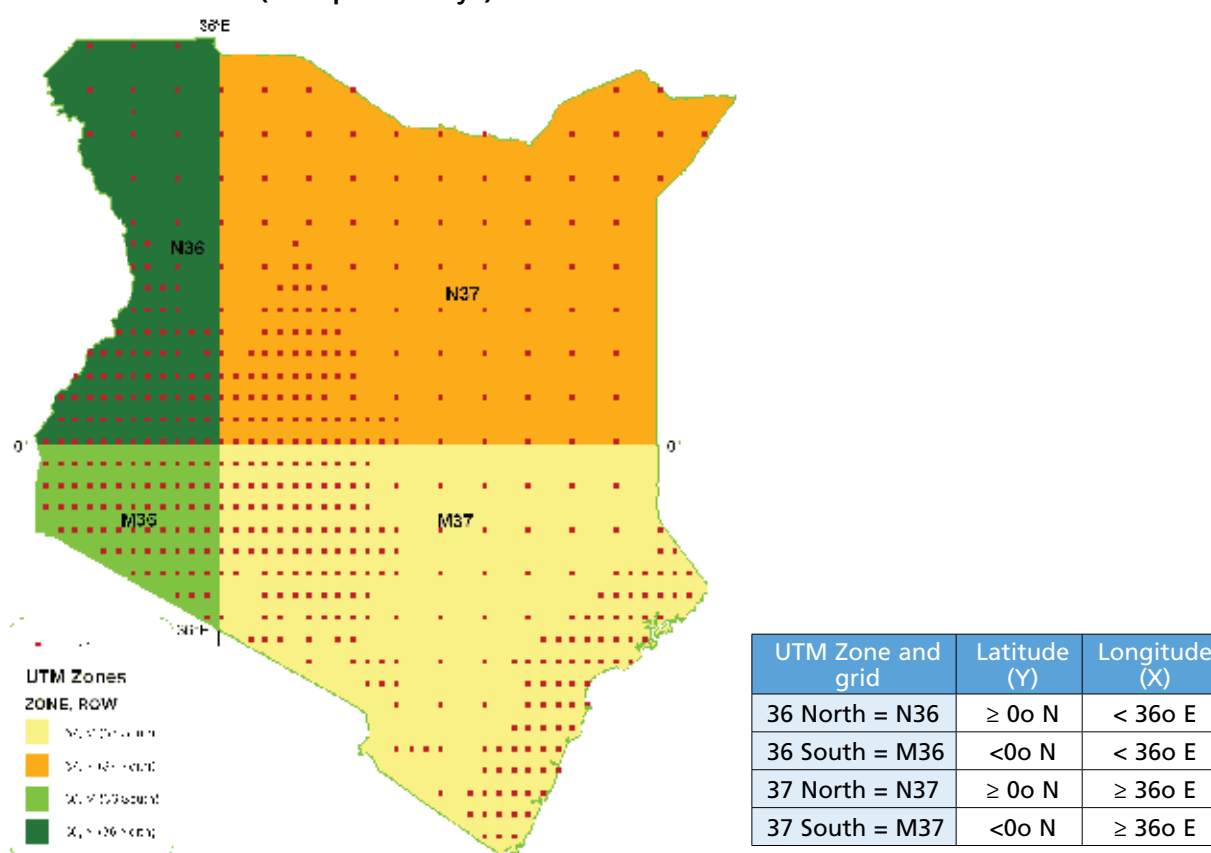 36°E
N36
N37
0°
0°
M36
M37
36°E
UTM Zones
ZONE, ROW
UTM Zone and grid
Latitude (Y)
Longitude (X)
36 North = N36
≥ 0o N
< 36o E
36 South = M36
<0o N
< 36o E
37 North = N37
≥ 0o N
≥ 36o E
37 South = M37
<0o N
≥ 36o E